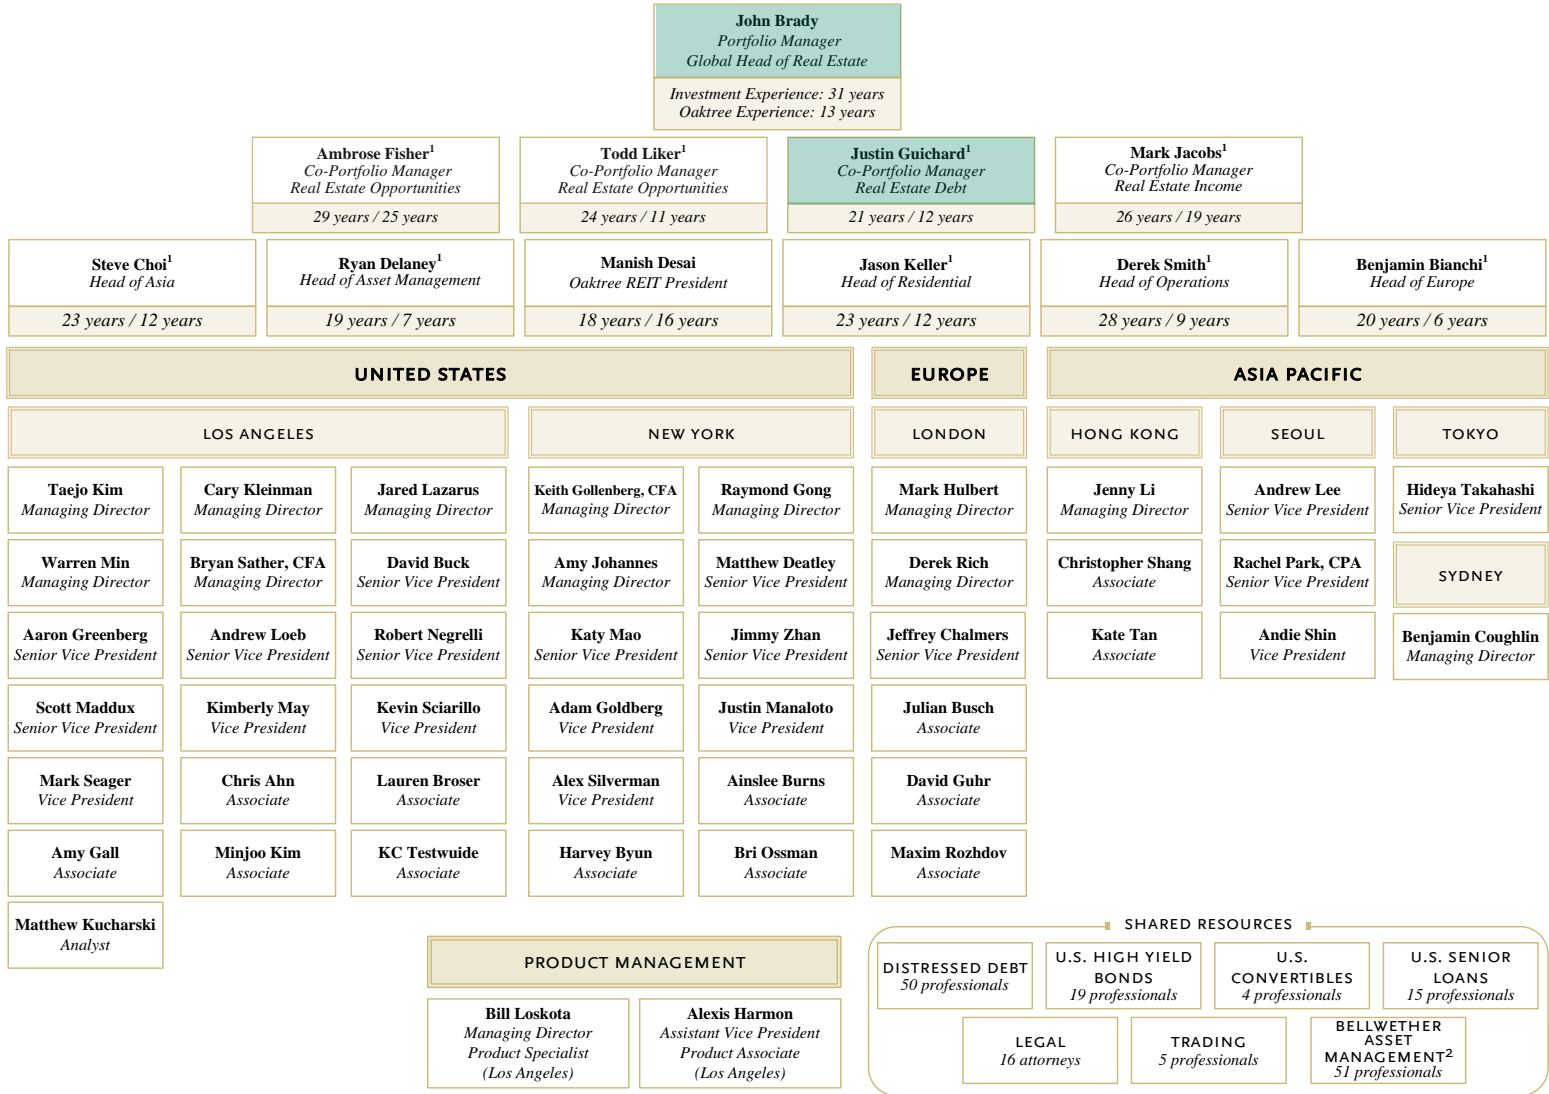 John Brady
Portfolio Manager
Global Head of Real Estate
Investment Experience: 31 years
Oaktree Experience: 13 years
Ambrose Fisher¹
Co-Portfolio Manager
Real Estate Opportunities
29 years / 25 years
Todd Liker¹
Co-Portfolio Manager
Real Estate Opportunities
24 years / 11 years
Justin Guichard¹
Co-Portfolio Manager
Real Estate Debt
21 years / 12 years
Mark Jacobs¹
Co-Portfolio Manager
Real Estate Income
26 years / 19 years
Steve Choi¹
Head of Asia
23 years / 12 years
Ryan Delaney¹
Head of Asset Management
19 years / 7 years
Manish Desai
Oaktree REIT President
18 years / 16 years
Jason Keller¹
Head of Residential
23 years / 12 years
Derek Smith¹
Head of Operations
28 years / 9 years
Benjamin Bianchi¹
Head of Europe
20 years / 6 years
UNITED STATES
LOS ANGELES
Taejo Kim
Managing Director
Cary Kleinman
Managing Director
Jared Lazarus
Managing Director
Warren Min
Managing Director
Bryan Sather, CFA
Managing Director
David Buck
Senior Vice President
Aaron Greenberg
Senior Vice President
Andrew Loeb
Senior Vice President
Robert Negrelli
Senior Vice President
Scott Maddux
Senior Vice President
Kimberly May
Vice President
Kevin Sciarillo
Vice President
Mark Seager
Vice President
Chris Ahn
Associate
Lauren Broser
Associate
Amy Gall
Associate
Minjoo Kim
Associate
KC Testwuide
Associate
Matthew Kucharski
Analyst
NEW YORK
Keith Gollenberg, CFA
Managing Director
Raymond Gong
Managing Director
Amy Johannes
Managing Director
Matthew Deatley
Senior Vice President
Katy Mao
Senior Vice President
Jimmy Zhan
Senior Vice President
Adam Goldberg
Vice President
Justin Manaloto
Vice President
Alex Silverman
Vice President
Ainslee Burns
Associate
Harvey Byun
Associate
Bri Ossman
Associate
EUROPE
LONDON
Mark Hulbert
Managing Director
Derek Rich
Managing Director
Jeffrey Chalmers
Senior Vice President
Julian Busch
Associate
David Guhr
Associate
Maxim Rozhdov
Associate
ASIA PACIFIC
HONG KONG
Jenny Li
Managing Director
Christopher Shang
Associate
Kate Tan
Associate
SEOUL
Andrew Lee
Senior Vice President
Rachel Park, CPA
Senior Vice President
Andie Shin
Vice President
TOKYO
Hideya Takahashi
Senior Vice President
SYDNEY
Benjamin Coughlin
Managing Director
PRODUCT MANAGEMENT
Bill Loskota
Managing Director
Product Specialist
(Los Angeles)
Alexis Harmon
Assistant Vice President
Product Associate
(Los Angeles)
SHARED RESOURCES
DISTRESSED DEBT
50 professionals
U.S. HIGH YIELD
BONDS
19 professionals
U.S.
CONVERTIBLES
4 professionals
U.S. SENIOR
LOANS
15 professionals
LEGAL
16 attorneys
TRADING
5 professionals
BELLWETHER
ASSET
MANAGEMENT²
51 professionals